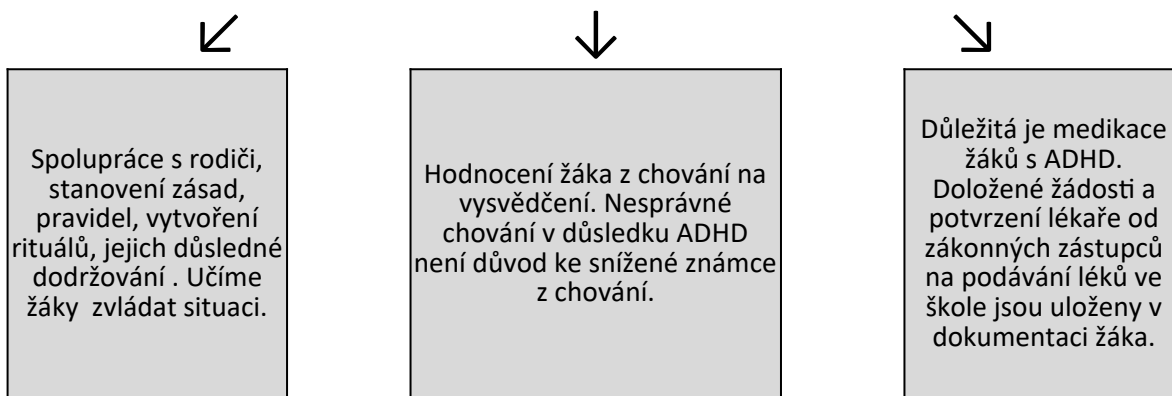 Spolupráce s rodiči,
stanovení zásad,
pravidel, vytvoření
rituálů, jejich důsledné
dodržování . Učíme
žáky  zvládat situaci.
Hodnocení žáka z chování na
vysvědčení. Nesprávné
chování v důsledku ADHD
není důvod ke snížené známce
z chování.
Důležitá je medikace
žáků s ADHD.
Doložené žádosti a
potvrzení lékaře od
zákonných zástupců
na podávání léků ve
škole jsou uloženy v
dokumentaci žáka.